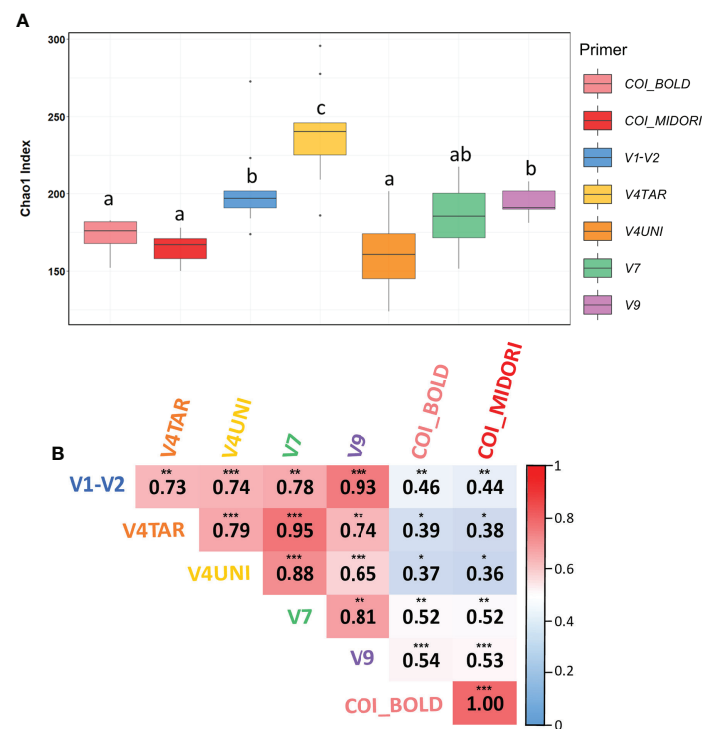 A
300
250
200
150
Chao1 Index
a
a
b
c
a
ab
b
Primer
COI_BOLD
COI_MIDORI
V1-V2
V4TAR
V4UNI
V7
V9
B
V4TAR
V4UNI
V7
V9
COI_BOLD
COI_MIDORI
V1-V2
** *** ** *** ** **
0.73 0.74 0.78 0.93 0.46 0.44
V4TAR
*** *** ** * *
0.79 0.95 0.74 0.39 0.38
V4UNI
*** *** * *
0.88 0.65 0.37 0.36
V7
** ** **
0.81 0.52 0.52
V9
*** ***
0.54 0.53
COI_BOLD
***
1.00
1
0.8
0.6
0.4
0.2
0